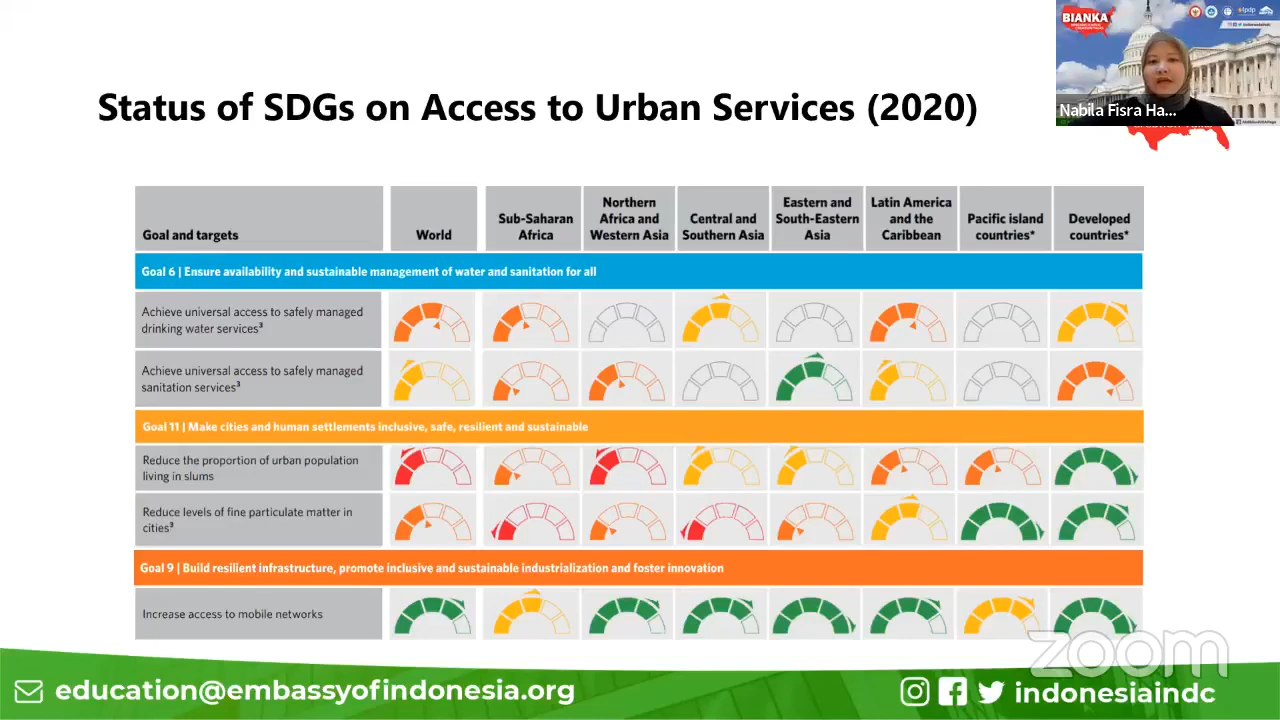 BIANKA
Nabila Fisra Ha...
Status of SDGs on Access to Urban Services (2020)
Goal and targets
World
Sub-Saharan
Africa
Northern
Africa and
Western Asia
Central and
Southern Asia
Eastern and
South-Eastern
Asia
Latin America
and the
Caribbean
Pacific island
countries*
Developed
countries*
Goal 6 | Ensure availability and sustainable management of water and sanitation for all
Achieve universal access to safely managed
drinking water services³
Achieve universal access to safely managed
sanitation services³
Goal 11 | Make cities and human settlements inclusive, safe, resilient and sustainable
Reduce the proportion of urban population
living in slums
Reduce levels of fine particulate matter in
cities³
Goal 9 | Build resilient infrastructure, promote inclusive and sustainable industrialization and foster innovation
Increase access to mobile networks
zoom
education@embassyofindonesia.org
indonesiaindc